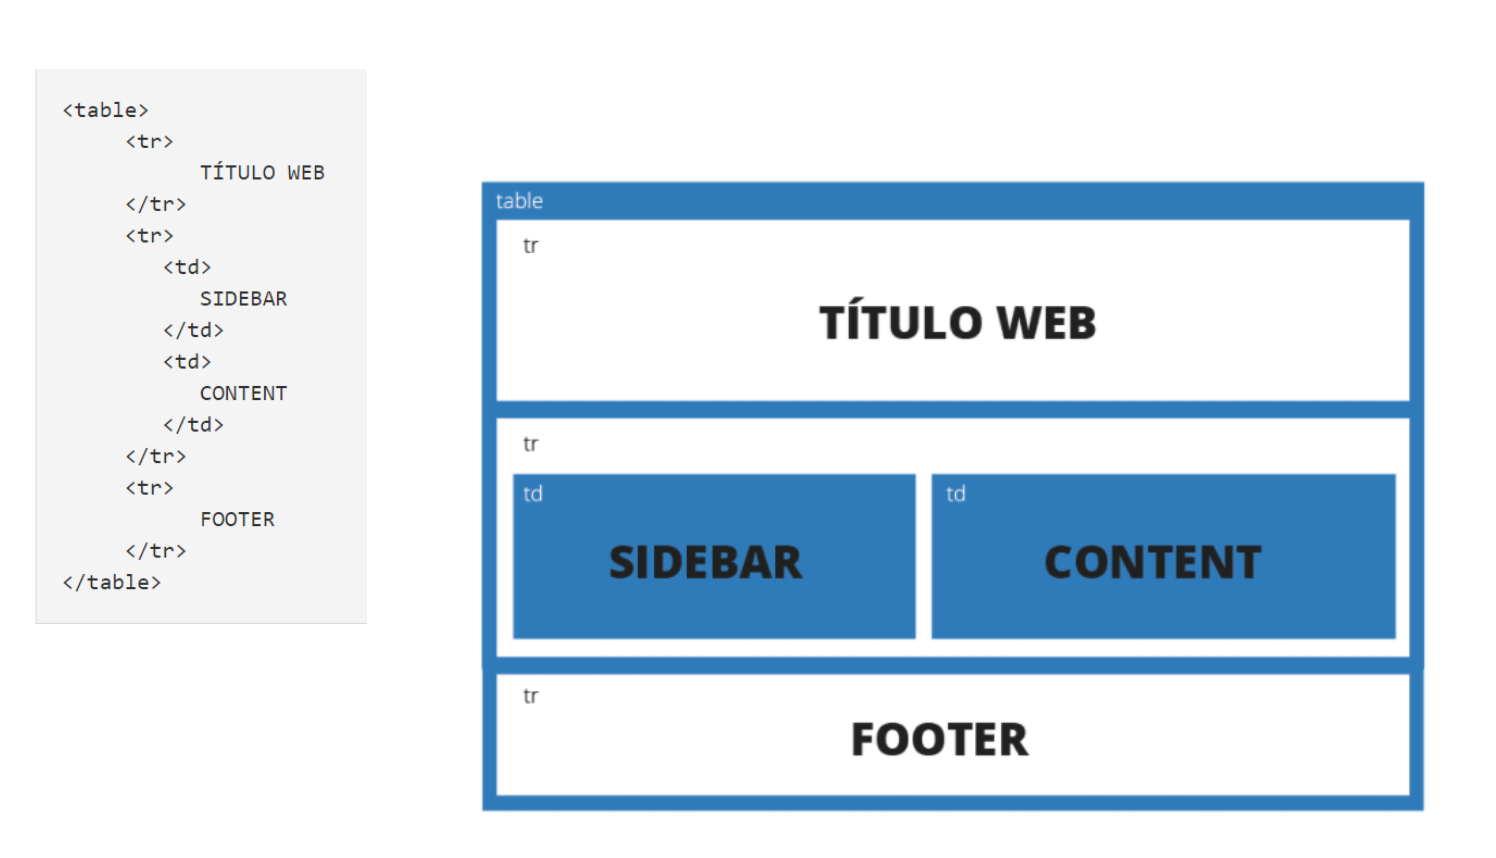 <table>
<tr>
TÍTULO WEB
</tr>
<tr>
<td>
SIDEBAR
</td>
<td>
CONTENT
</td>
</tr>
<tr>
FOOTER
</tr>
</table>
table
tr
TÍTULO WEB
tr
td td
SIDEBAR CONTENT
tr
FOOTER